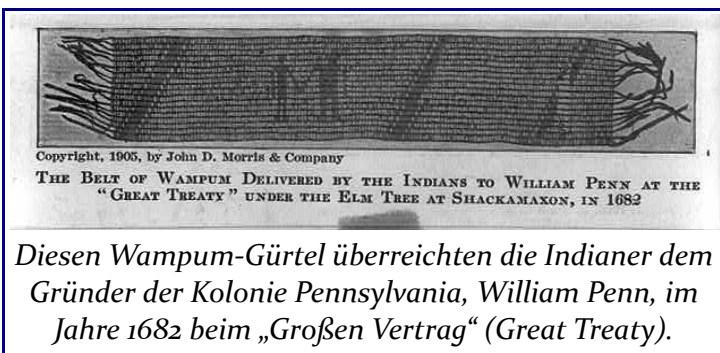 Copyright, 1905, by John D. Morris & Company
The Belt of Wampum Delivered by the Indians to William Penn at the
“Great Treaty” under the Elm Tree at Shackamaxon, in 1682
Diesen Wampum-Gürtel überreichten die Indianer dem
Gründer der Kolonie Pennsylvania, William Penn, im
Jahre 1682 beim „Großen Vertrag“ (Great Treaty).